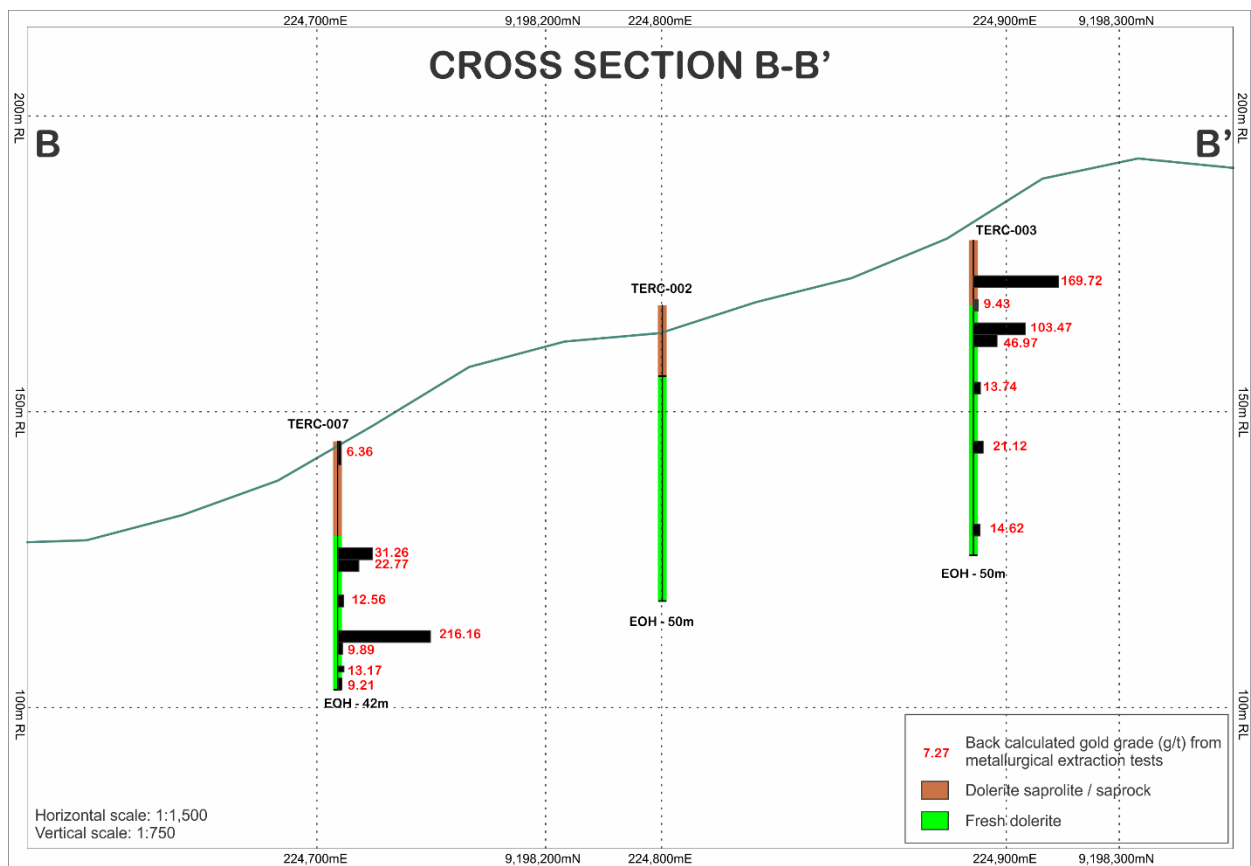 224,700mE
9,198,200mN
224,800mE
224,900mE
9,198,300mN
CROSS SECTION B-B'
200m RL
200m RL
B
B'
TERC-003
169.72
TERC-002
9.43
103.47
46.97
13.74
150m RL
150m RL
TERC-007
6.36
21.12
14.62
31.26
22.77
EOH - 50m
12.56
EOH - 50m
216.16
9.89
13.17
9.21
EOH - 42m
100m RL
100m RL
7.27 Back calculated gold grade (g/t) from
metallurgical extraction tests
Dolerite saprolite / saprock
Fresh dolerite
Horizontal scale: 1:1,500
Vertical scale: 1:750
224,700mE
9,198,200mN
224,800mE
224,900mE
9,198,300mN